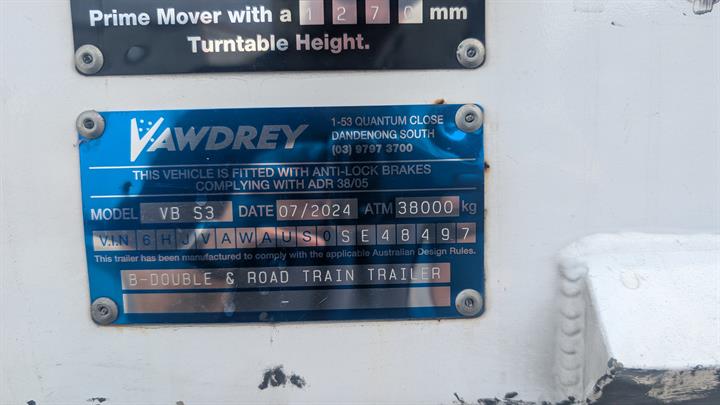 Prime Mover with a 1270 mm
Turntable Height.
VAWDREY
1-53 QUANTUM CLOSE
DANDENONG SOUTH
(03) 9797 3700
THIS VEHICLE IS FITTED WITH ANTI-LOCK BRAKES
COMPLYING WITH ADR 38/05
MODEL VB S3 DATE 07/2024 ATM 38000 kg
V.I.N 6HJVAWAUS0SE48497
This trailer has been manufactured to comply with the applicable Australian Design Rules.
B-DOUBLE & ROAD TRAIN TRAILER
-